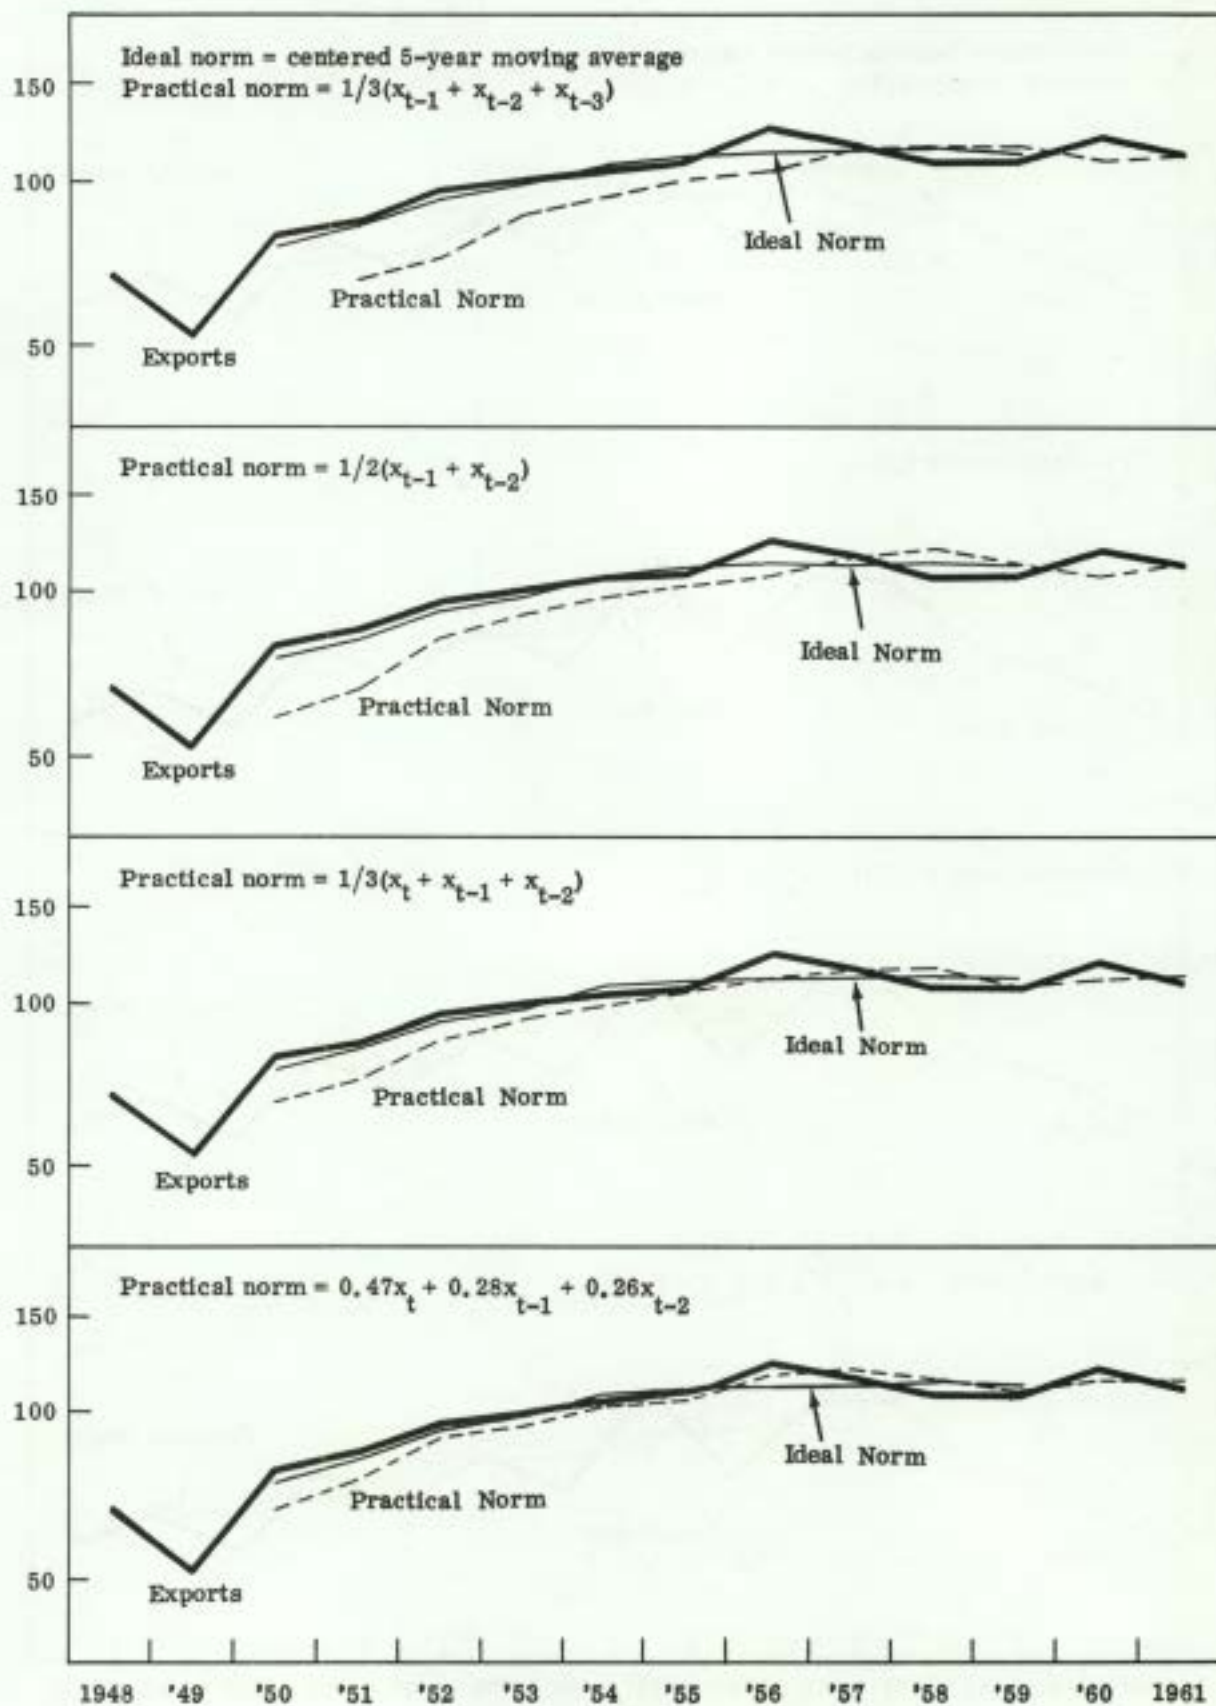 Ideal norm = centered 5-year moving average
Practical norm = 1/3(x_{t-1} + x_{t-2} + x_{t-3})
150
100
Ideal Norm
Practical Norm
50
Exports
Practical norm = 1/2(x_{t-1} + x_{t-2})
150
100
Ideal Norm
Practical Norm
50
Exports
Practical norm = 1/3(x_t + x_{t-1} + x_{t-2})
150
100
Ideal Norm
Practical Norm
50
Exports
Practical norm = 0.47x_t + 0.28x_{t-1} + 0.26x_{t-2}
150
100
Ideal Norm
Practical Norm
50
Exports
1948 '49 '50 '51 '52 '53 '54 '55 '56 '57 '58 '59 '60 1961